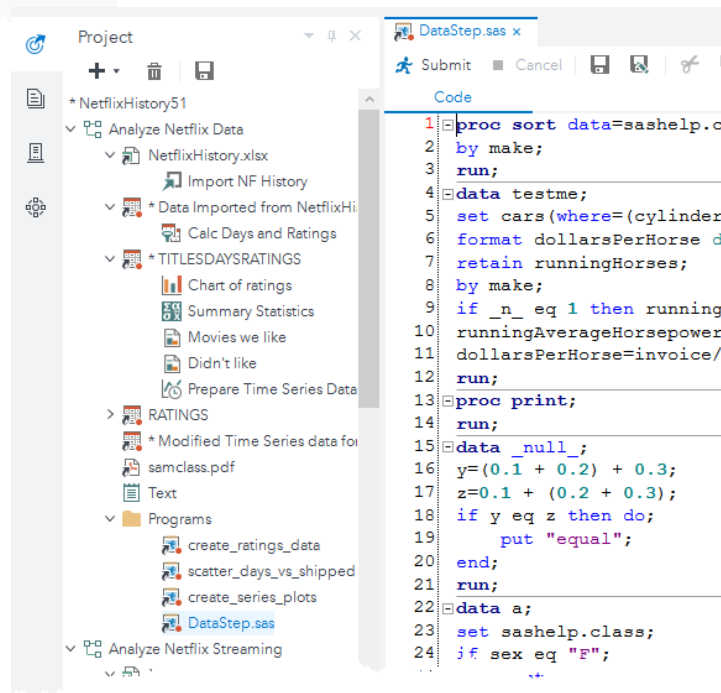 Project
* NetflixHistory51
Analyze Netflix Data
NetflixHistory.xlsx
Import NF History
* Data Imported from NetflixHi
Calc Days and Ratings
* TITLESDAYSRATINGS
Chart of ratings
Summary Statistics
Movies we like
Didn't like
Prepare Time Series Data
RATINGS
* Modified Time Series data fo
samclass.pdf
Text
Programs
create_ratings_data
scatter_days_vs_shipped
create_series_plots
DataStep.sas
Analyze Netflix Streaming
DataStep.sas
Submit Cancel
Code
1 proc sort data=sashelp.c
2 by make;
3 run;
4 data testme;
5 set cars(where=(cylinder
6 format dollarsPerHorse d
7 retain runningHorses;
8 by make;
9 if _n_ eq 1 then running
10 runningAverageHorsepower
11 dollarsPerHorse=invoice/
12 run;
13 proc print;
14 run;
15 data _null_;
16 y=(0.1 + 0.2) + 0.3;
17 z=0.1 + (0.2 + 0.3);
18 if y eq z then do;
19 put "equal";
20 end;
21 run;
22 data a;
23 set sashelp.class;
24 if sex eq "F";